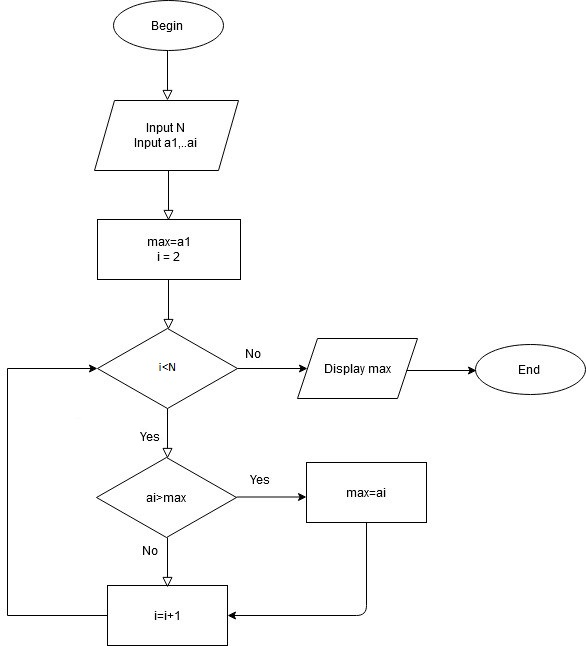 Begin
Input N
Input a1,..ai
max=a1
i = 2
i<N
No
Display max
End
Yes
ai>max
Yes
max=ai
No
i=i+1